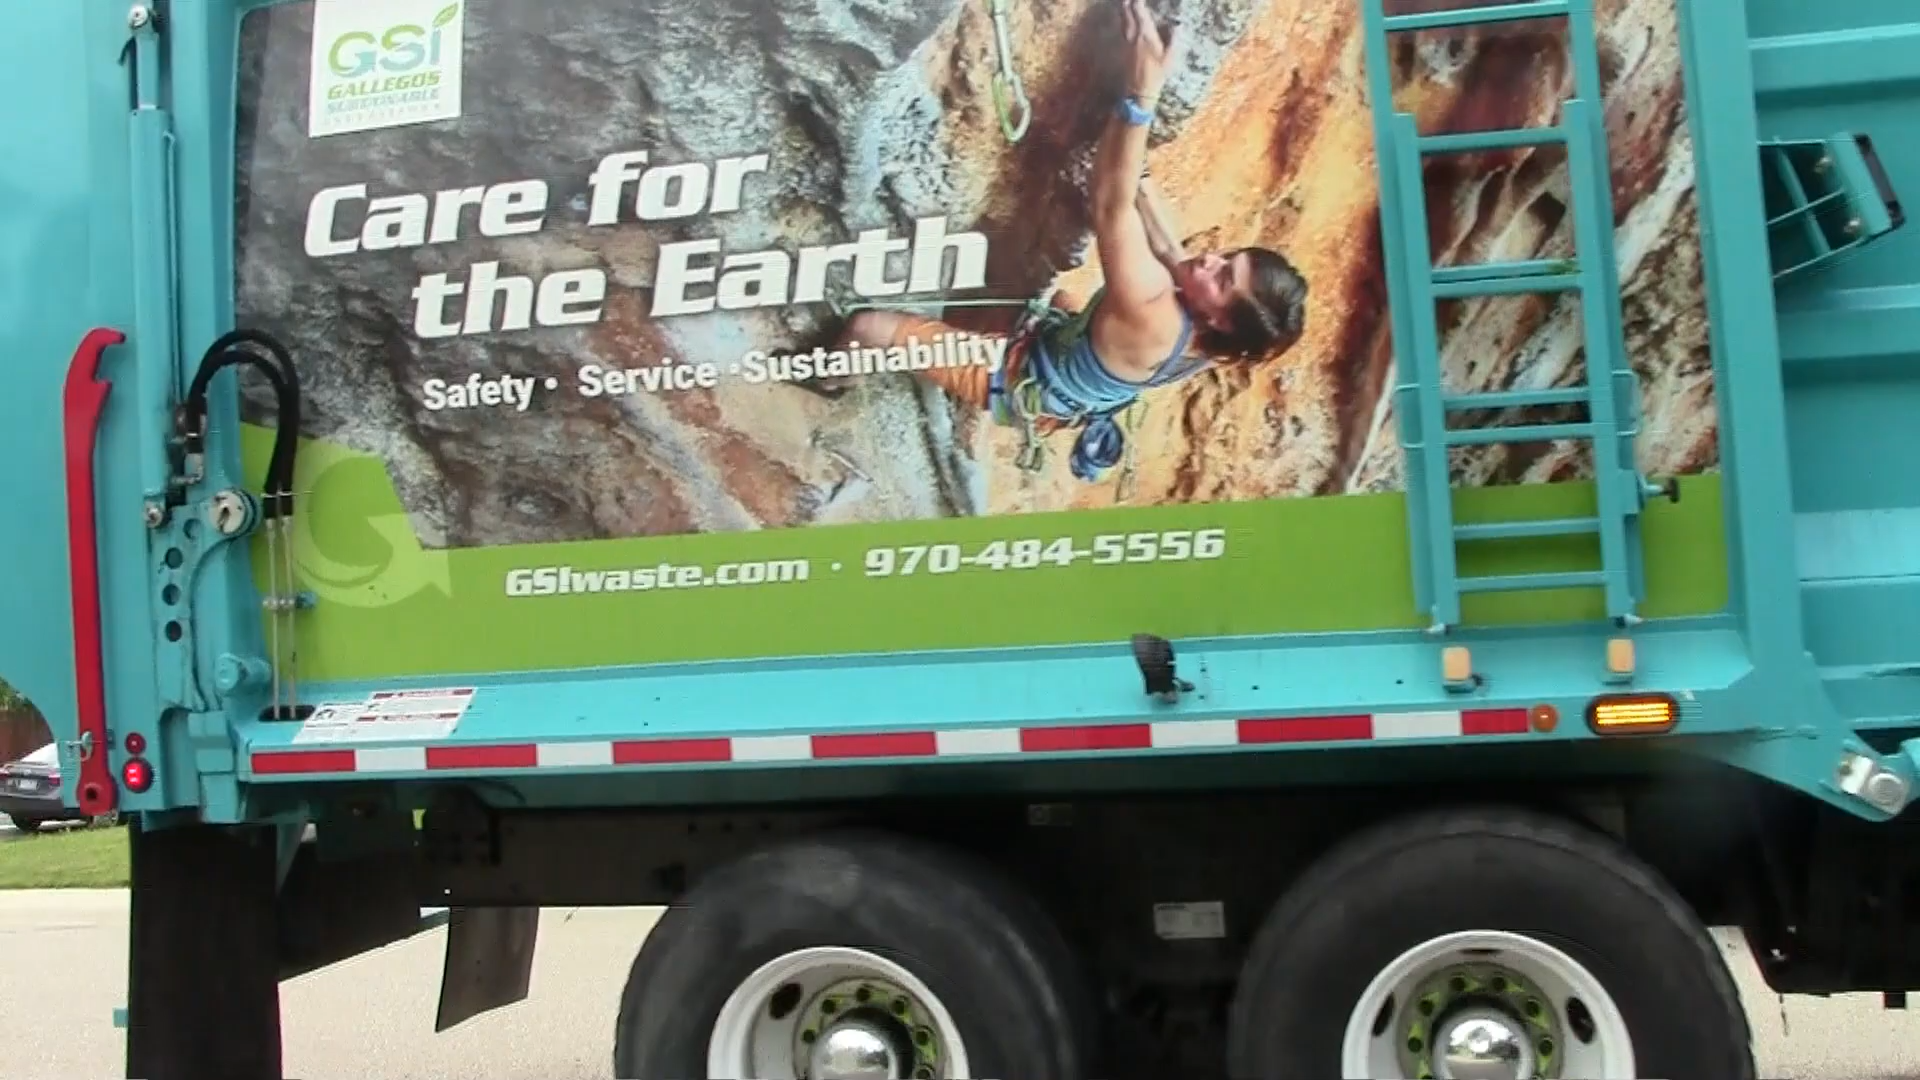 GSI
GALLEGOS
SUSTAINABLE
Care for
the Earth
Safety • Service • Sustainability
GSIwaste.com • 970-484-5556